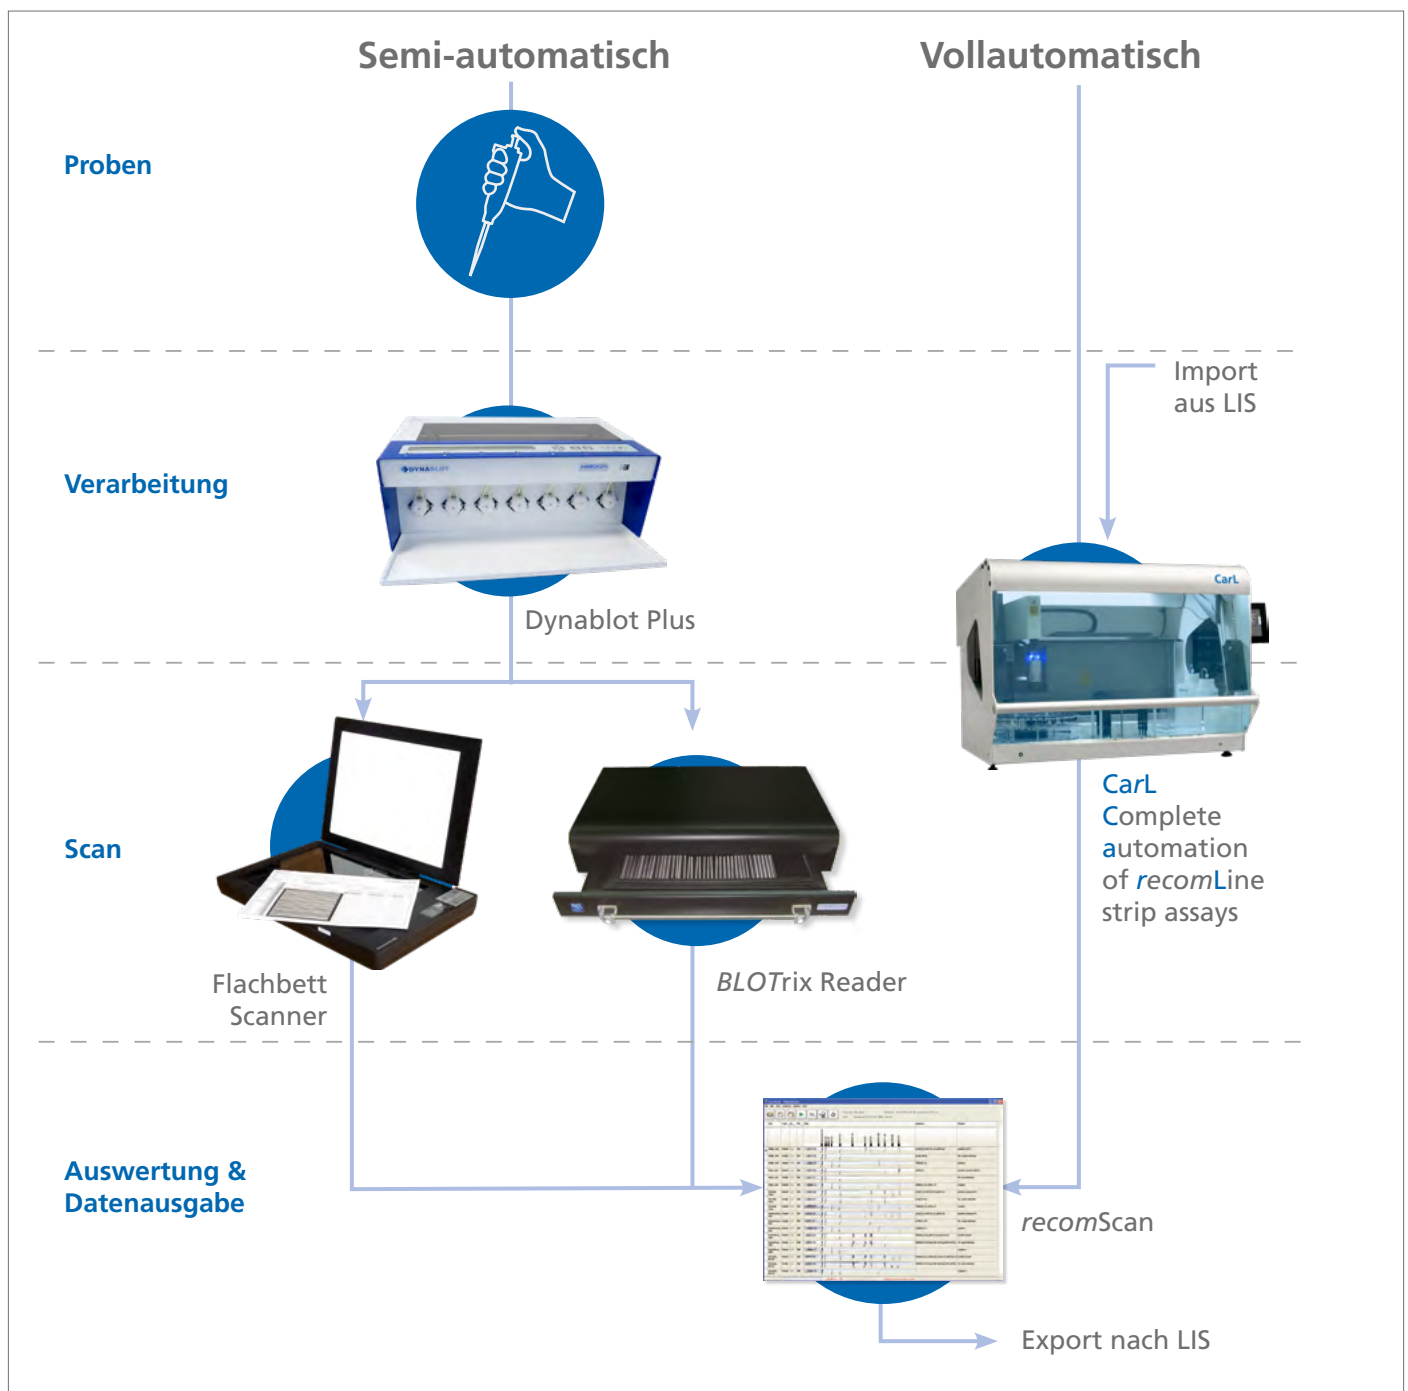 Semi-automatisch
Vollautomatisch
Proben
Import
aus LIS
DYNABLOT
Verarbeitung
CarL
Dynablot Plus
CarL
Complete
automation
of recomLine
strip assays
Scan
Flachbett
Scanner
BLOTrix Reader
Auswertung &
Datenausgabe
recomScan
Export nach LIS